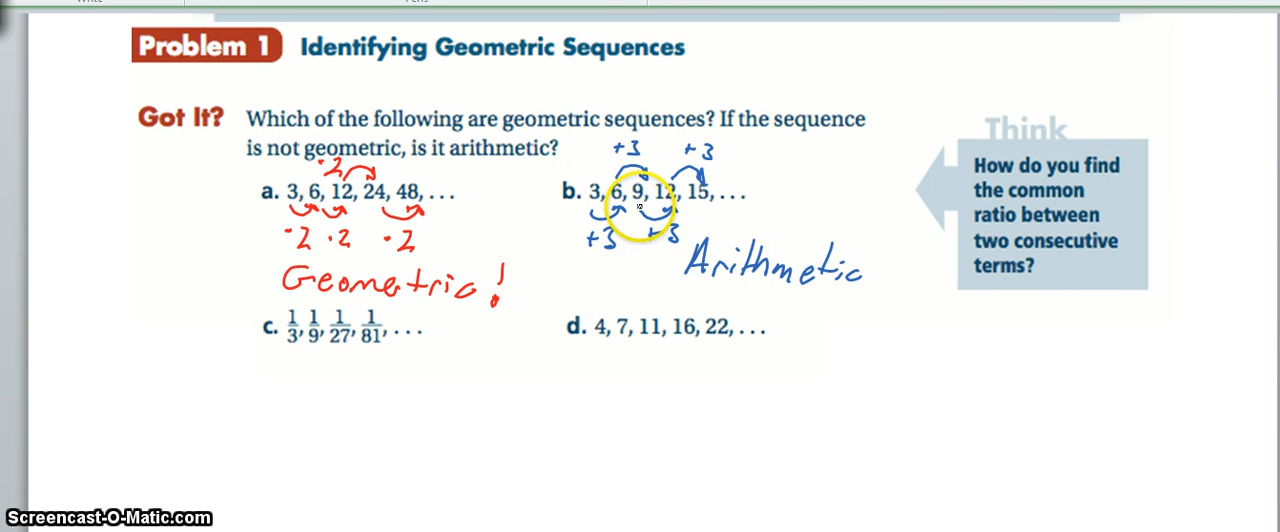 Problem 1 Identifying Geometric Sequences
Got It? Which of the following are geometric sequences? If the sequence
is not geometric, is it arithmetic?
+3 +3
·2
a. 3, 6, 12, 24, 48, . . .
b. 3, 6, 9, 12, 15, . . .
·2 ·2 ·2
+3 +3
Geometric!
Arithmetic
c. 1/3, 1/9, 1/27, 1/81, . . .
d. 4, 7, 11, 16, 22, . . .
Think
How do you find
the common
ratio between
two consecutive
terms?
Screencast-O-Matic.com